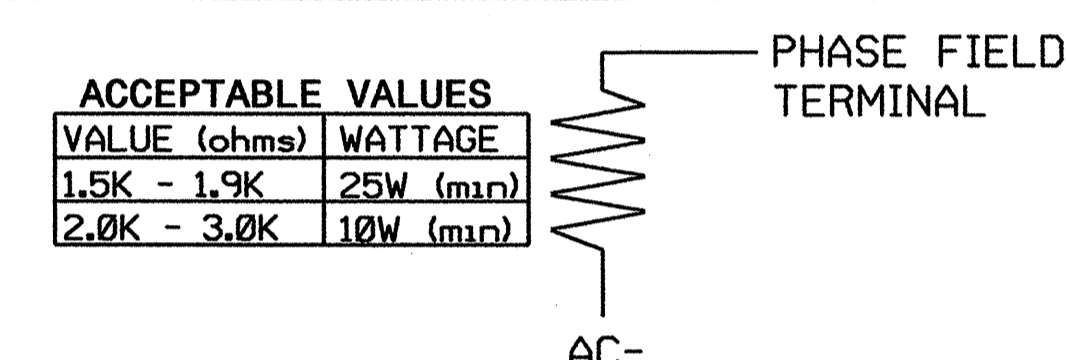 PHASE FIELD
TERMINAL
ACCEPTABLE VALUES
VALUE (ohms) WATTAGE
1.5K - 1.9K 25W (min)
2.0K - 3.0K 10W (min)
AC-